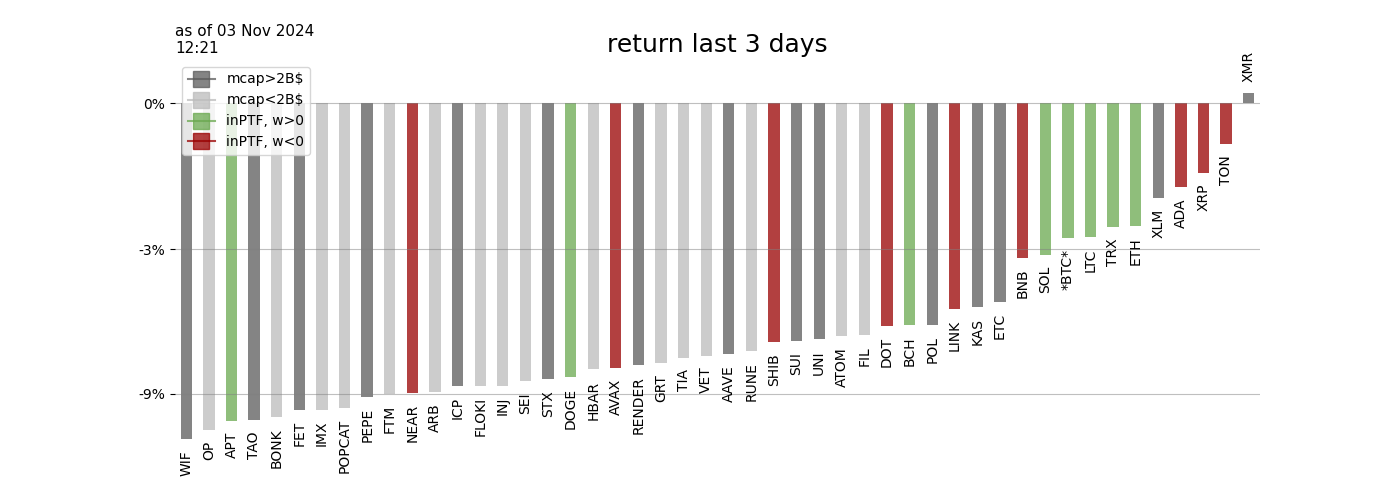 as of 03 Nov 2024
12:21
return last 3 days
mcap>2B$
mcap<2B$
inPTF, w>0
inPTF, w<0
0%
-3%
-9%
WIF
OP
APT
TAO
BONK
FET
IMX
POPCAT
PEPE
FTM
NEAR
ARB
ICP
FLOKI
INJ
SEI
STX
DOGE
HBAR
AVAX
RENDER
GRT
TIA
VET
AAVE
RUNE
SHIB
SUI
UNI
ATOM
FIL
DOT
BCH
POL
LINK
KAS
ETC
BNB
SOL
*BTC*
LTC
TRX
ETH
XLM
ADA
XRP
TON
XMR